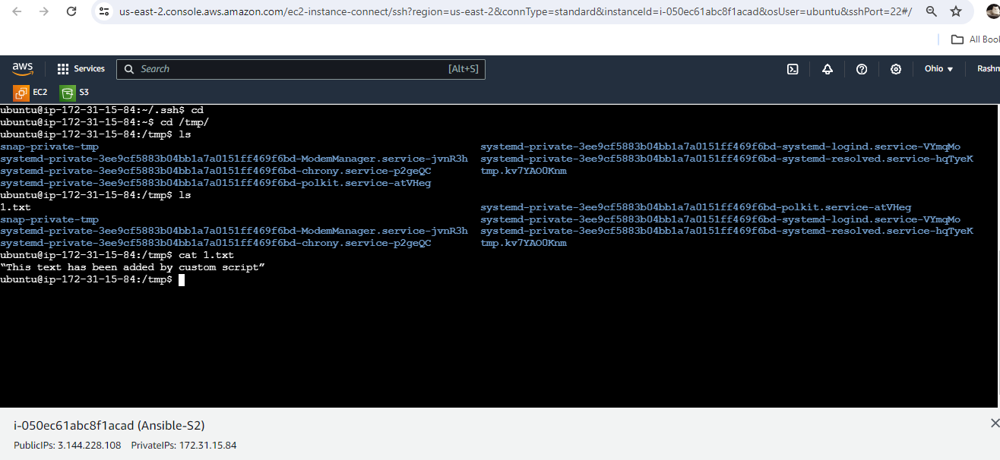 us-east-2.console.aws.amazon.com/ec2-instance-connect/ssh?region=us-east-2&connType=standard&instanceId=i-050ec61abc8f1acad&osUser=ubuntu&sshPort=22#/
All Bool
aws Services Search [Alt+S] Ohio Rashm
EC2 S3
ubuntu@ip-172-31-15-84:~/.ssh$ cd
ubuntu@ip-172-31-15-84:~$ cd /tmp/
ubuntu@ip-172-31-15-84:/tmp$ ls
snap-private-tmp systemd-private-3ee9cf5883b04bb1a7a0151ff469f6bd-systemd-logind.service-VYmqMo
systemd-private-3ee9cf5883b04bb1a7a0151ff469f6bd-ModemManager.service-jvnR3h systemd-private-3ee9cf5883b04bb1a7a0151ff469f6bd-systemd-resolved.service-hqTyeK
systemd-private-3ee9cf5883b04bb1a7a0151ff469f6bd-chrony.service-p2geQC tmp.kv7YAO0Knm
systemd-private-3ee9cf5883b04bb1a7a0151ff469f6bd-polkit.service-atVHeg
ubuntu@ip-172-31-15-84:/tmp$ ls
1.txt systemd-private-3ee9cf5883b04bb1a7a0151ff469f6bd-polkit.service-atVHeg
snap-private-tmp systemd-private-3ee9cf5883b04bb1a7a0151ff469f6bd-systemd-logind.service-VYmqMo
systemd-private-3ee9cf5883b04bb1a7a0151ff469f6bd-ModemManager.service-jvnR3h systemd-private-3ee9cf5883b04bb1a7a0151ff469f6bd-systemd-resolved.service-hqTyeK
systemd-private-3ee9cf5883b04bb1a7a0151ff469f6bd-chrony.service-p2geQC tmp.kv7YAO0Knm
ubuntu@ip-172-31-15-84:/tmp$ cat 1.txt
“This text has been added by custom script”
ubuntu@ip-172-31-15-84:/tmp$
i-050ec61abc8f1acad (Ansible-S2)
PublicIPs: 3.144.228.108 PrivateIPs: 172.31.15.84